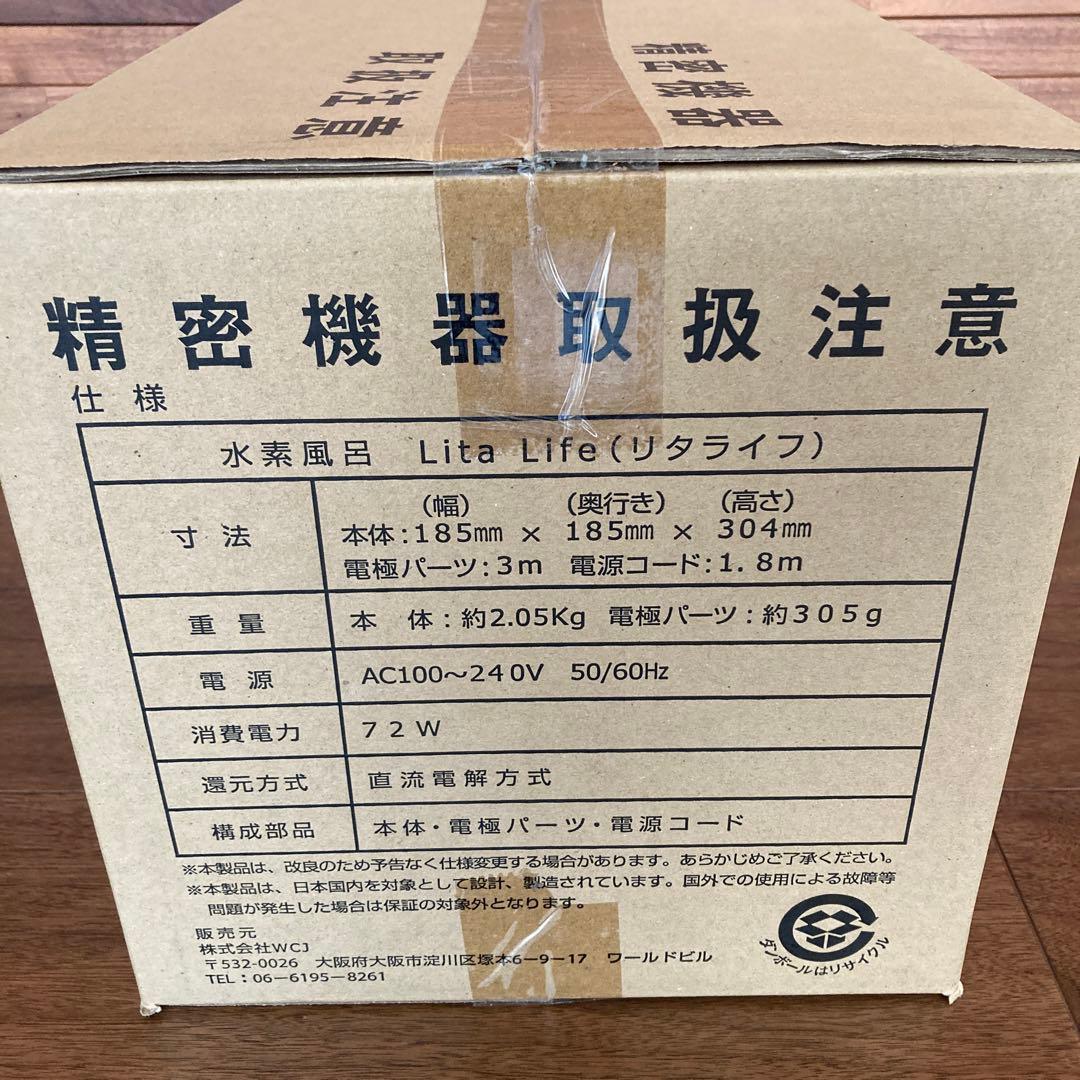 取扱注意
精密機器
精密機器取扱注意
仕様
水素風呂 Lita Life（リタライフ）
寸法
（幅） （奥行き） （高さ）
本体：185㎜ × 185㎜ × 304㎜
電極パーツ：3m 電源コード：1.8m
重量
本 体：約2.05Kg 電極パーツ：約305g
電源
AC100～240V 50/60Hz
消費電力
72W
還元方式
直流電解方式
構成部品
本体・電極パーツ・電源コード
※本製品は、改良のため予告なく仕様変更する場合があります。あらかじめご了承ください。
※本製品は、日本国内を対象として設計、製造されています。国外での使用による故障等
問題が発生した場合は保証の対象外となります。
販売元
株式会社WCJ
〒532-0026 大阪府大阪市淀川区塚本6-9-17 ワールドビル
TEL：06-6195-8261
ダンボールはリサイクル